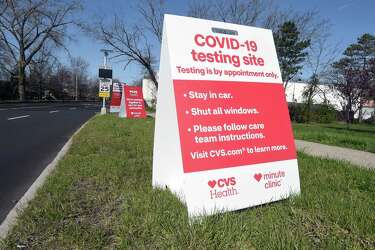 COVID-19
testing site
Testing is by appointment only.
• Stay in car.
• Shut all windows.
• Please follow care
team instructions.
Visit CVS.com® to learn more.
CVS
Health
minute
clinic